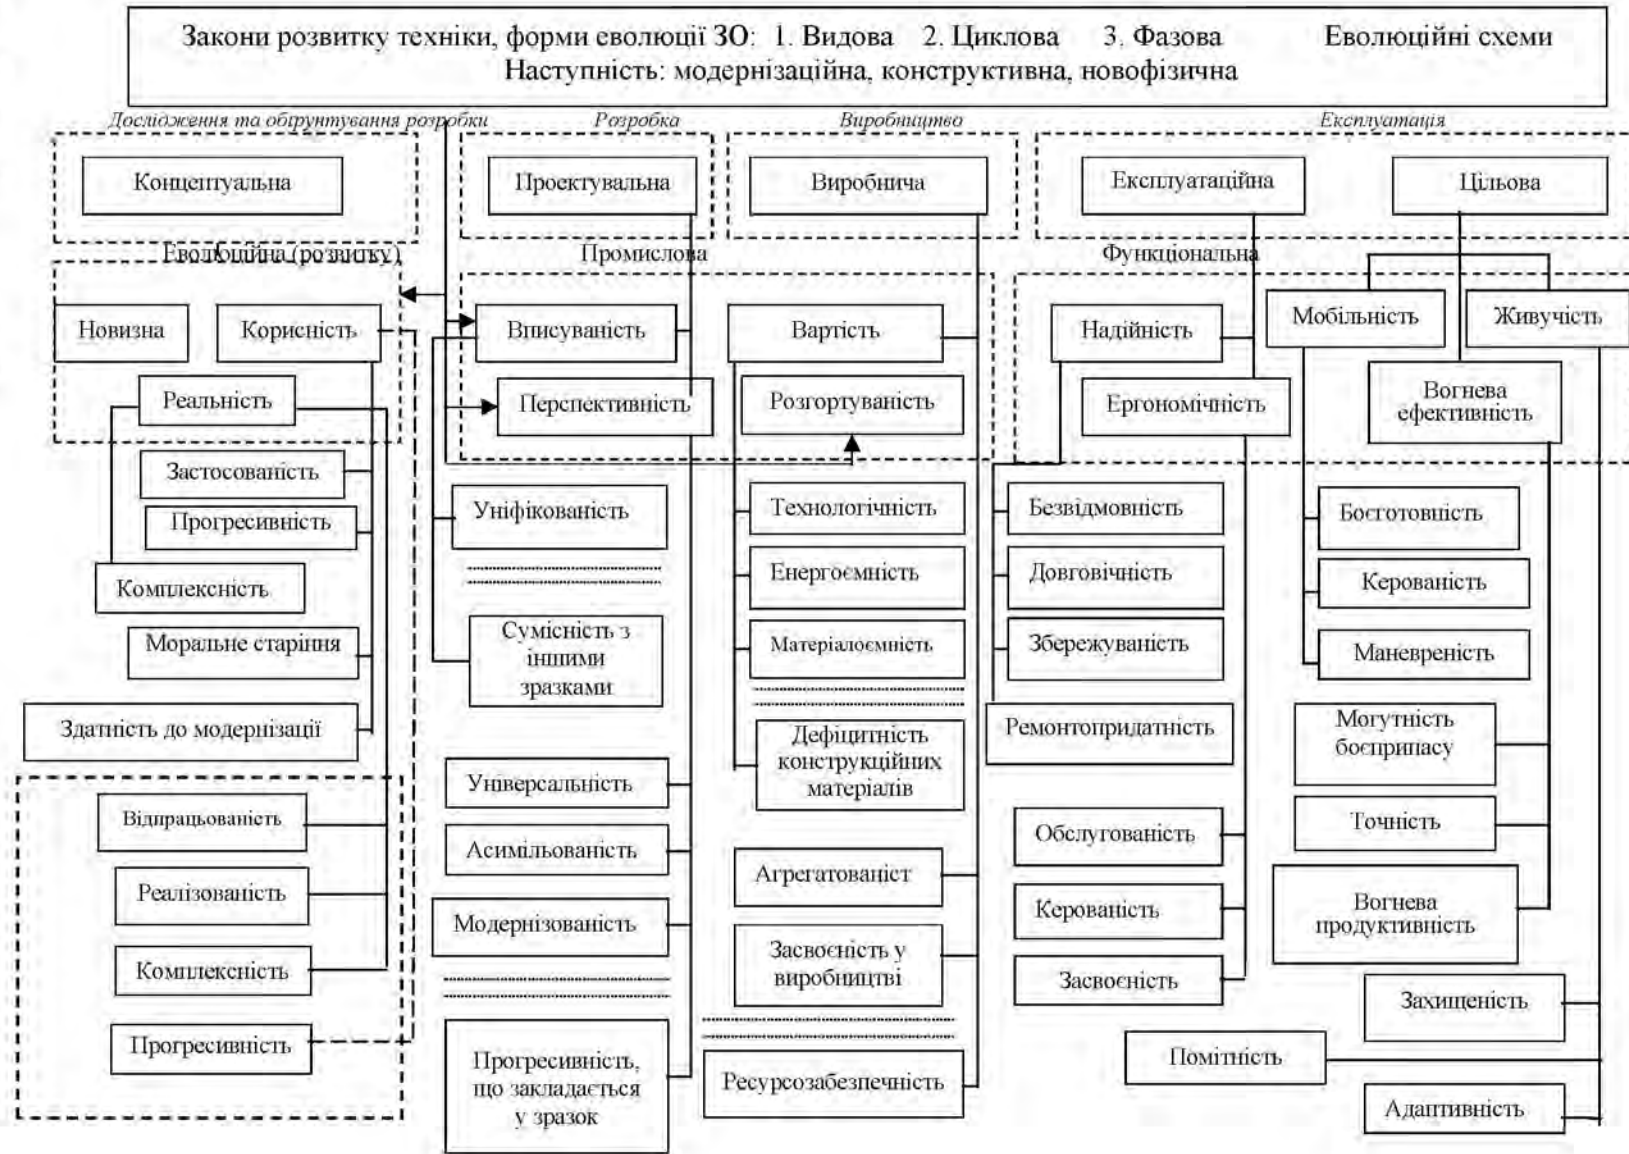 Закони розвитку техніки, форми еволюції ЗО: 1. Видова 2. Циклова 3. Фазова Еволюційні схеми
Наступність: модернізаційна, конструктивна, новофізична
Дослідження та обґрунтування розробки
Розробка
Виробництво
Експлуатація
Концептуальна
Проектувальна
Виробнича
Експлуатаційна
Цільова
Еволюційна (розвитку)
Промислова
Функціональна
Новизна
Корисність
Вписуваність
Вартість
Надійність
Мобільність
Живучість
Реальність
Перспективність
Розгортуваність
Ергономічність
Вогнева
ефективність
Застосованість
Прогресивність
Комплексність
Моральне старіння
Здатність до модернізації
Відпрацьованість
Реалізованість
Комплексність
Прогресивність
Уніфікованість
Сумісність з
іншими
зразками
Універсальність
Асимільованість
Модернізованість
Прогресивність,
що закладається
у зразок
Технологічність
Енергоємність
Матеріалоємність
Дефіцитність
конструкційних
матеріалів
Агрегатованіст
Засвоєність у
виробництві
Ресурсозабезпечність
Безвідмовність
Довговічність
Збережуваність
Ремонтопридатність
Обслугованість
Керованість
Засвоєність
Боєготовність
Керованість
Маневреність
Могутність
боєприпасу
Точність
Вогнева
продуктивність
Захищеність
Помітність
Адаптивність